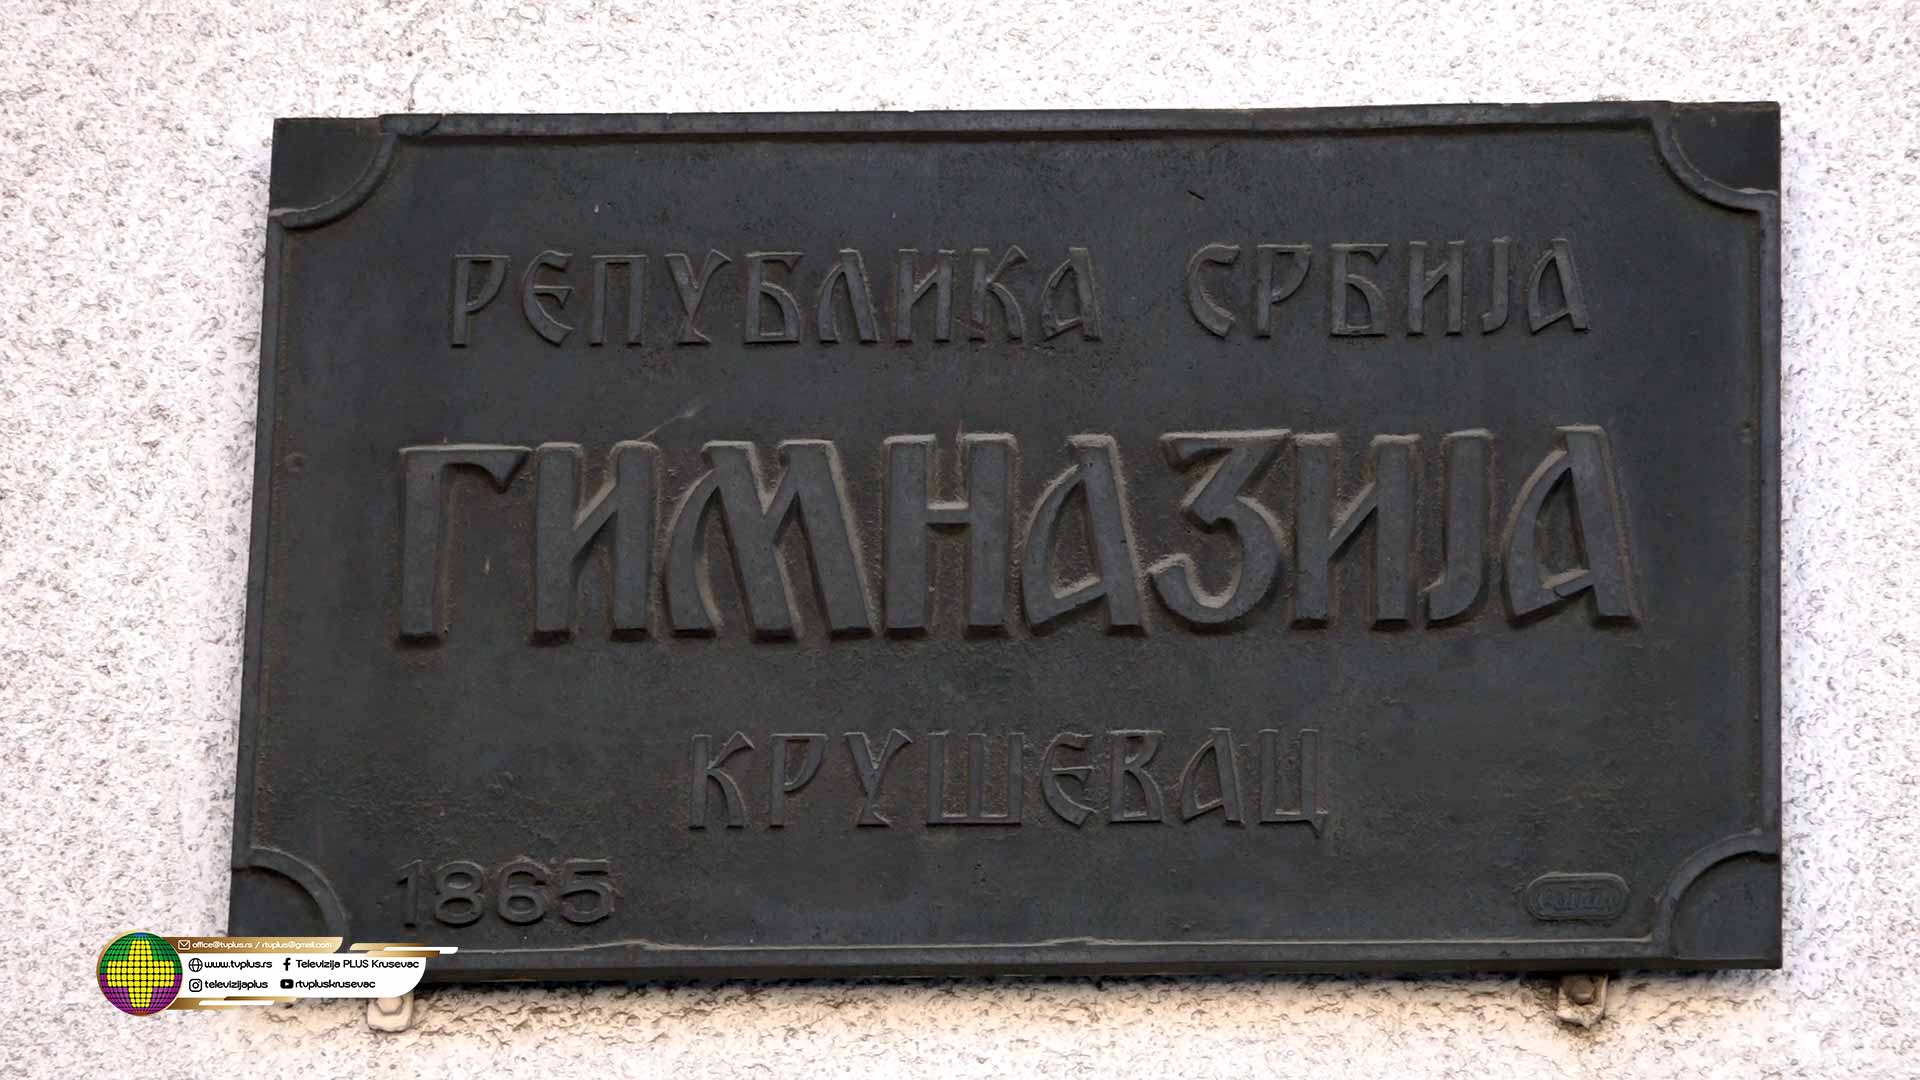 РЕПУБЛИКА СРБИЈА
ГИМНАЗИЈА
КРУШЕВАЦ
1865
office@tvplus.rs / rtvplus@gmail.com
www.tvplus.rs Televizija PLUS Krusevac
televizijaplus rtvpluskrusevac